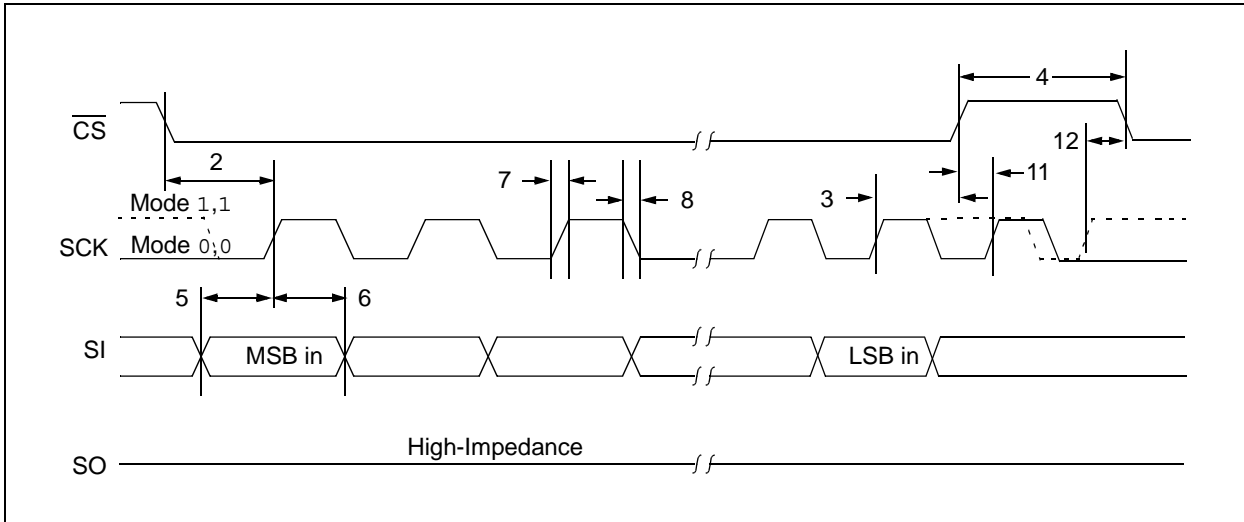 4
CS
12
2
11
7
3
8
Mode 1,1
SCK
Mode 0,0
5
6
SI
MSB in
LSB in
High-Impedance
SO